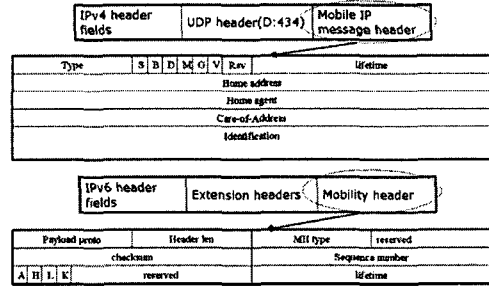 IPv4 header fields UDP header(D:434) Mobile IP message header
Type S B D M G V Rsv lifetime
Home address
Home agent
Care-of-Address
Identification
IPv6 header fields Extension headers Mobility header
Payload proto Header len MH type reserved
checksum Sequence number
A H L K reserved lifetime